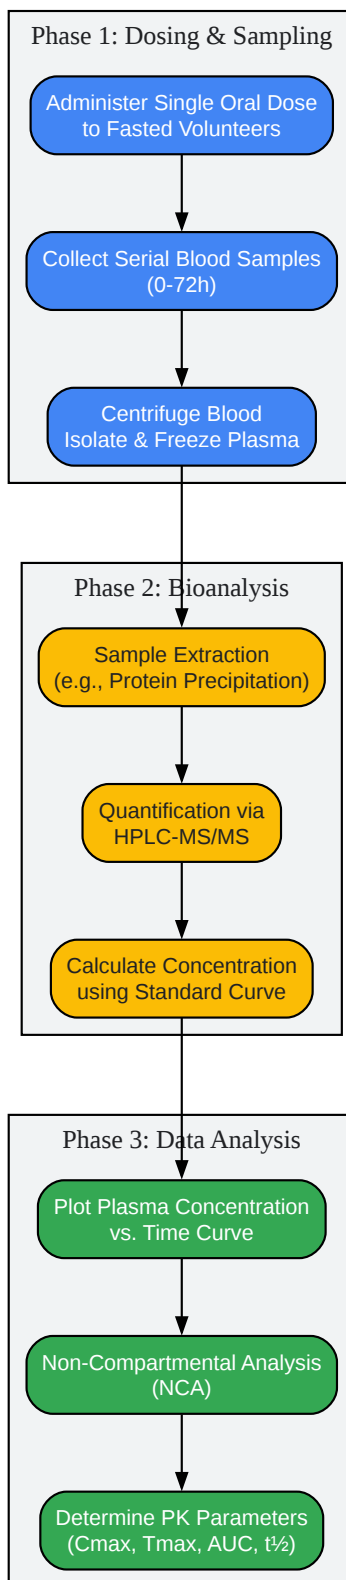 Phase 1: Dosing & Sampling
Administer Single Oral Dose
to Fasted Volunteers
Collect Serial Blood Samples
(0-72h)
Centrifuge Blood
Isolate & Freeze Plasma
Phase 2: Bioanalysis
Sample Extraction
(e.g., Protein Precipitation)
Quantification via
HPLC-MS/MS
Calculate Concentration
using Standard Curve
Phase 3: Data Analysis
Plot Plasma Concentration
vs. Time Curve
Non-Compartmental Analysis
(NCA)
Determine PK Parameters
(Cmax, Tmax, AUC, t½)